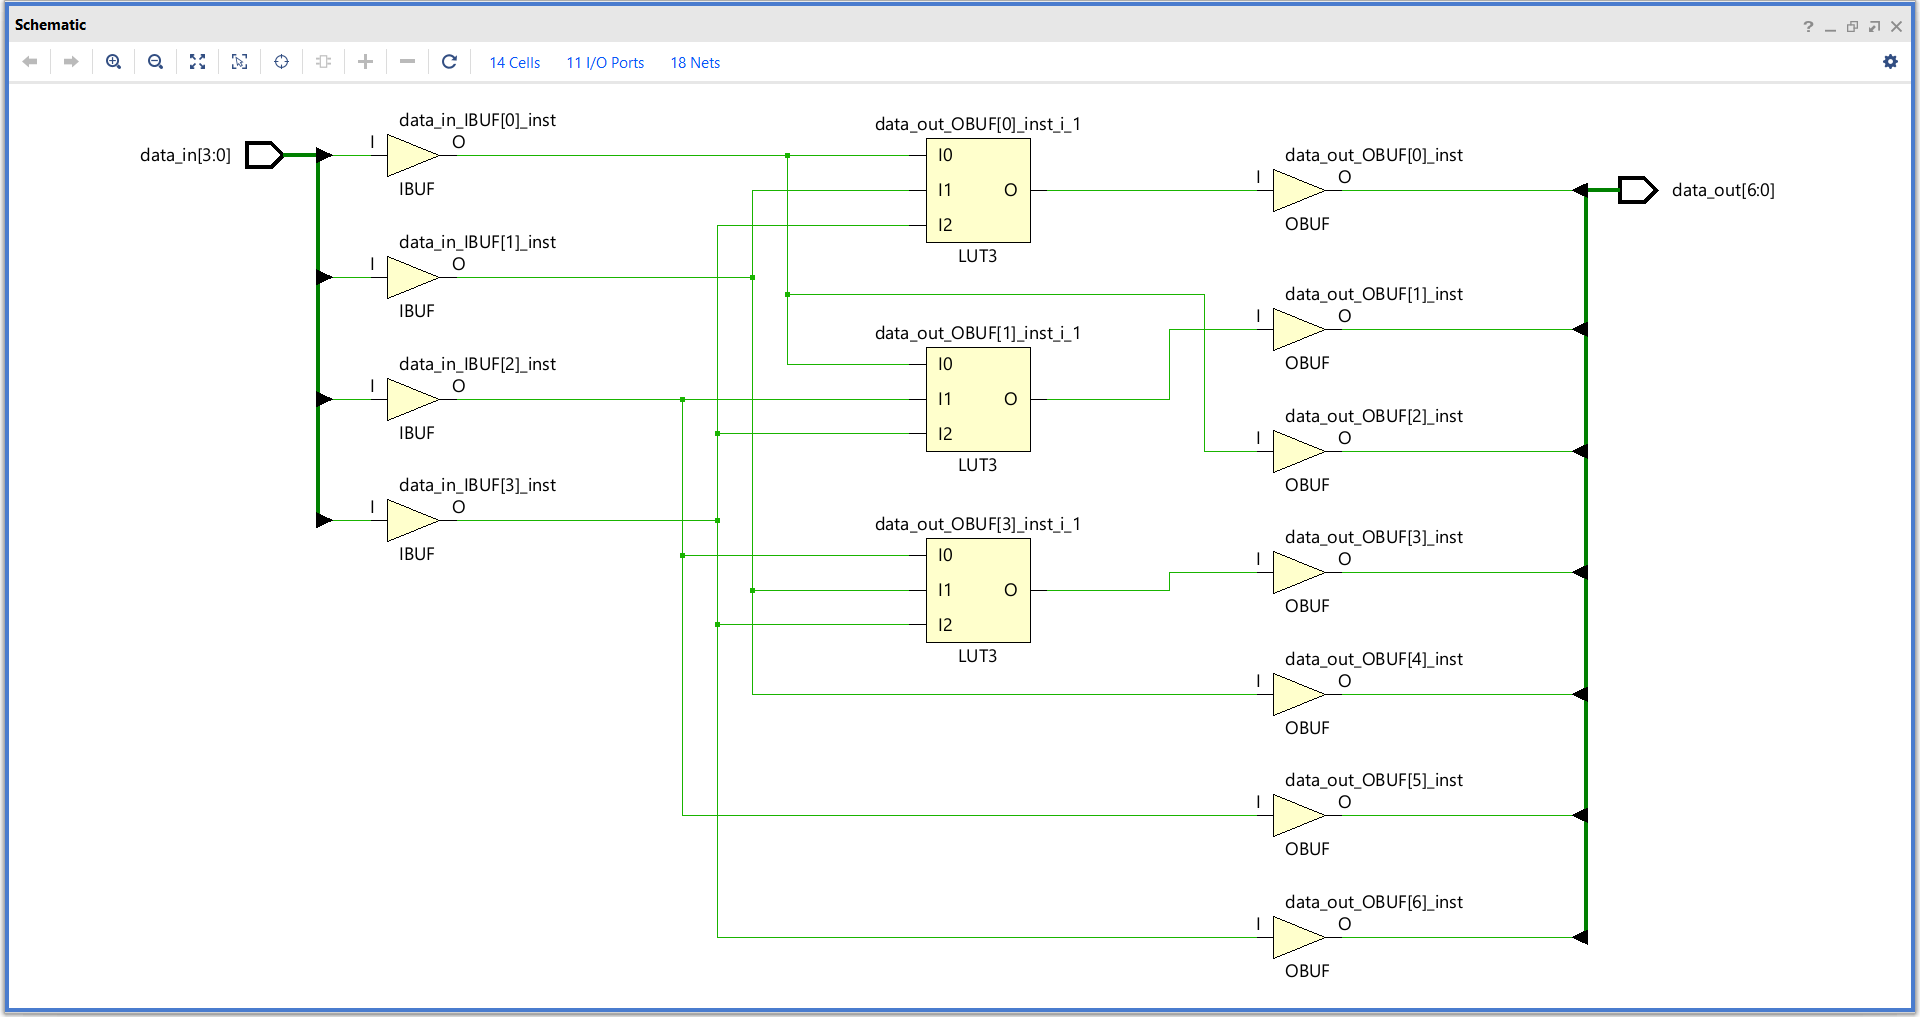 Schematic
?
14 Cells 11 I/O Ports 18 Nets
data_in[3:0]
data_in_IBUF[0]_inst
I O
IBUF
data_in_IBUF[1]_inst
I O
IBUF
data_in_IBUF[2]_inst
I O
IBUF
data_in_IBUF[3]_inst
I O
IBUF
data_out_OBUF[0]_inst_i_1
I0
I1 O
I2
LUT3
data_out_OBUF[1]_inst_i_1
I0
I1 O
I2
LUT3
data_out_OBUF[3]_inst_i_1
I0
I1 O
I2
LUT3
data_out_OBUF[0]_inst
I O
OBUF
data_out_OBUF[1]_inst
I O
OBUF
data_out_OBUF[2]_inst
I O
OBUF
data_out_OBUF[3]_inst
I O
OBUF
data_out_OBUF[4]_inst
I O
OBUF
data_out_OBUF[5]_inst
I O
OBUF
data_out_OBUF[6]_inst
I O
OBUF
data_out[6:0]